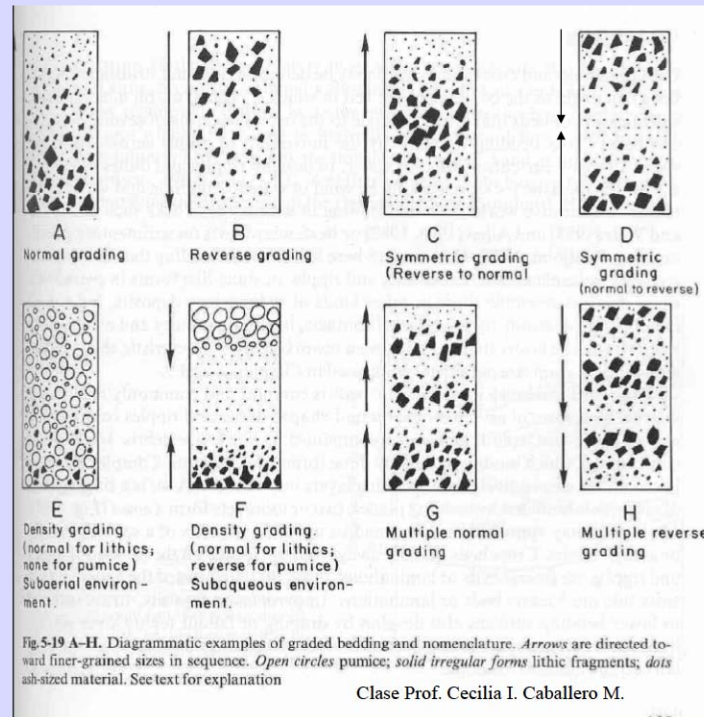 A
Normal grading
B
Reverse grading
C
Symmetric grading
(Reverse to normal)
D
Symmetric
grading
(normal to reverse)
E
Density grading
(normal for lithics;
none for pumice)
Subaerial environ-
ment.
F
Density grading
(normal for lithics;
reverse for pumice)
Subaqueous environ-
ment.
G
Multiple normal
grading
H
Multiple reverse
grading
Fig. 5-19 A–H. Diagrammatic examples of graded bedding and nomenclature. Arrows are directed to-
ward finer-grained sizes in sequence. Open circles pumice; solid irregular forms lithic fragments; dots
ash-sized material. See text for explanation
Clase Prof. Cecilia I. Caballero M.